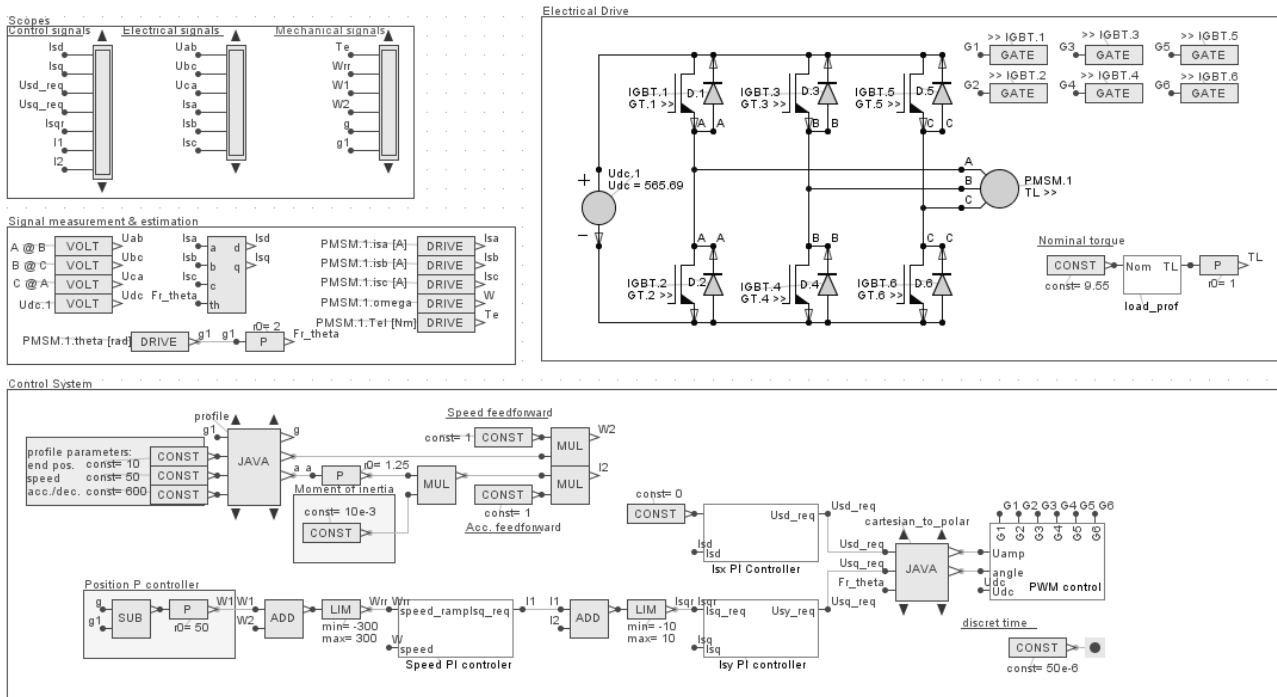 Scopes
Control signals
Isd
Isq
Usd_req
Usq_req
Isqr
I1
I2
Electrical signals
Uab
Ubc
Uca
Isa
Isb
Isc
Mechanical signals
Te
Wrr
W1
W2
g
g1
Signal measurement & estimation
A @ B VOLT Uab
B @ C VOLT Ubc
C @ A VOLT Uca
Udc.1 VOLT Udc
Isa a d Isd
Isb b q Isq
Isc c
Fr_theta th
PMSM.1.isa [A] DRIVE Isa
PMSM.1.isb [A] DRIVE Isb
PMSM.1.isc [A] DRIVE Isc
PMSM.1.omega DRIVE W
PMSM.1.Tel [Nm] DRIVE Te
r0= 2
PMSM.1.theta [rad] DRIVE g1 g1 P Fr_theta
Electrical Drive
>> IGBT.1 >> IGBT.3 >> IGBT.5
G1 GATE G3 GATE G5 GATE
>> IGBT.2 >> IGBT.4 >> IGBT.6
G2 GATE G4 GATE G6 GATE
IGBT.1 D.1 IGBT.3 D.3 IGBT.5 D.5
GT.1 >> GT.3 >> GT.5 >>
A A B B C C
+ Udc.1
Udc = 565.69
−
A
B
C
PMSM.1
TL >>
A A B B C C
IGBT.2 D.2 IGBT.4 D.4 IGBT.6 D.6
GT.2 >> GT.4 >> GT.6 >>
Nominal torque
CONST Nom TL P TL
const= 9.55 r0= 1
load_prof
Control System
profile
g1 g
JAVA
profile parameters:
end pos. const= 10 CONST
speed const= 50 CONST
acc./dec. const= 600 CONST
a a P r0= 1.25
MUL
Moment of inertia
const= 10e-3
CONST
Speed feedforward
const= 1 CONST MUL W2
MUL I2
CONST
const= 1
Acc. feedforward
Position P controller
g W1 W1
SUB P ADD
g1 W2
r0= 50
LIM Wrr Wrr
min= -300
max= 300
speed_ramp Isq_req I1
W
speed
Speed PI controler
I1
ADD
I2
LIM Isqr Isqr
min= -10
max= 10
const= 0
CONST
Usd_req Usd_req
Isd
Isd
Isx PI Controller
Isq_req Usy_req Usq_req
Isq
Isq
Isy PI controller
cartesian_to_polar
Usd_req
Usq_req
Fr_theta
JAVA
G1 G2 G3 G4 G5 G6
G1 G2 G3 G4 G5 G6
Uamp
angle
Udc
Udc
PWM control
discret time
CONST
const= 50e-6